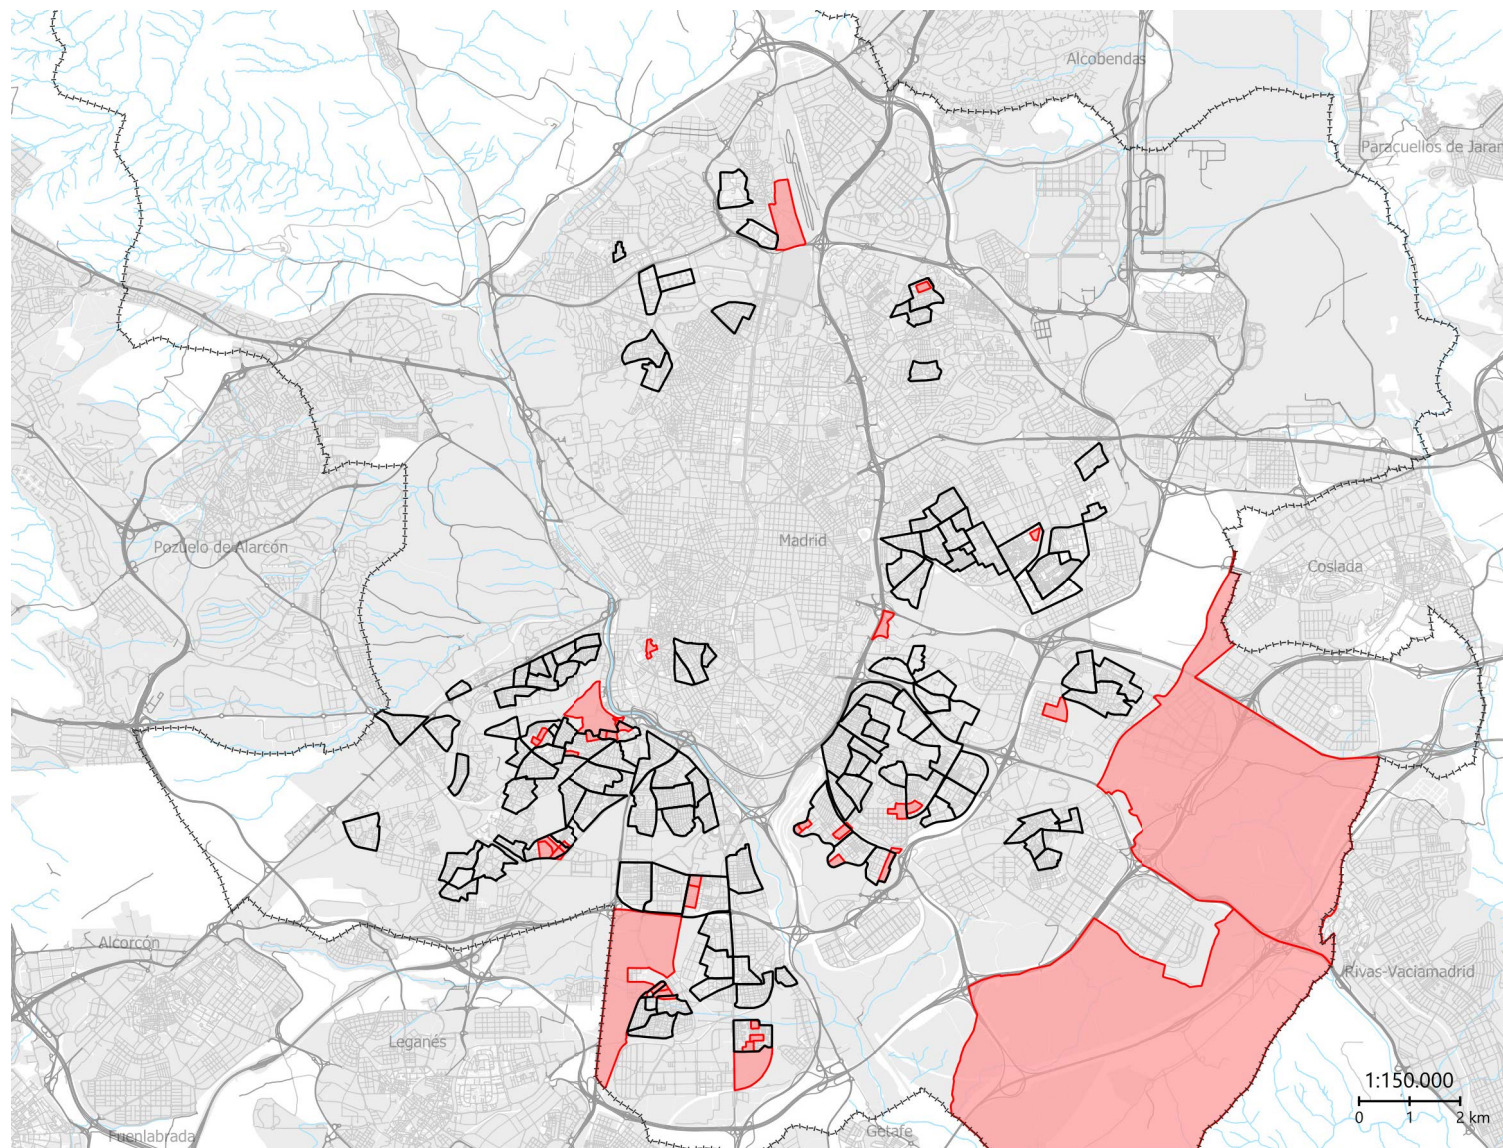 Alcobendas
Paracuellos de Jarar
Madrid
Pozuelo de Alarcón
Coslada
Alcorcón
Rivas-Vaciamadrid
Leganés
1:150.000
0 1 2 km
Fuenlabrada
Getafe